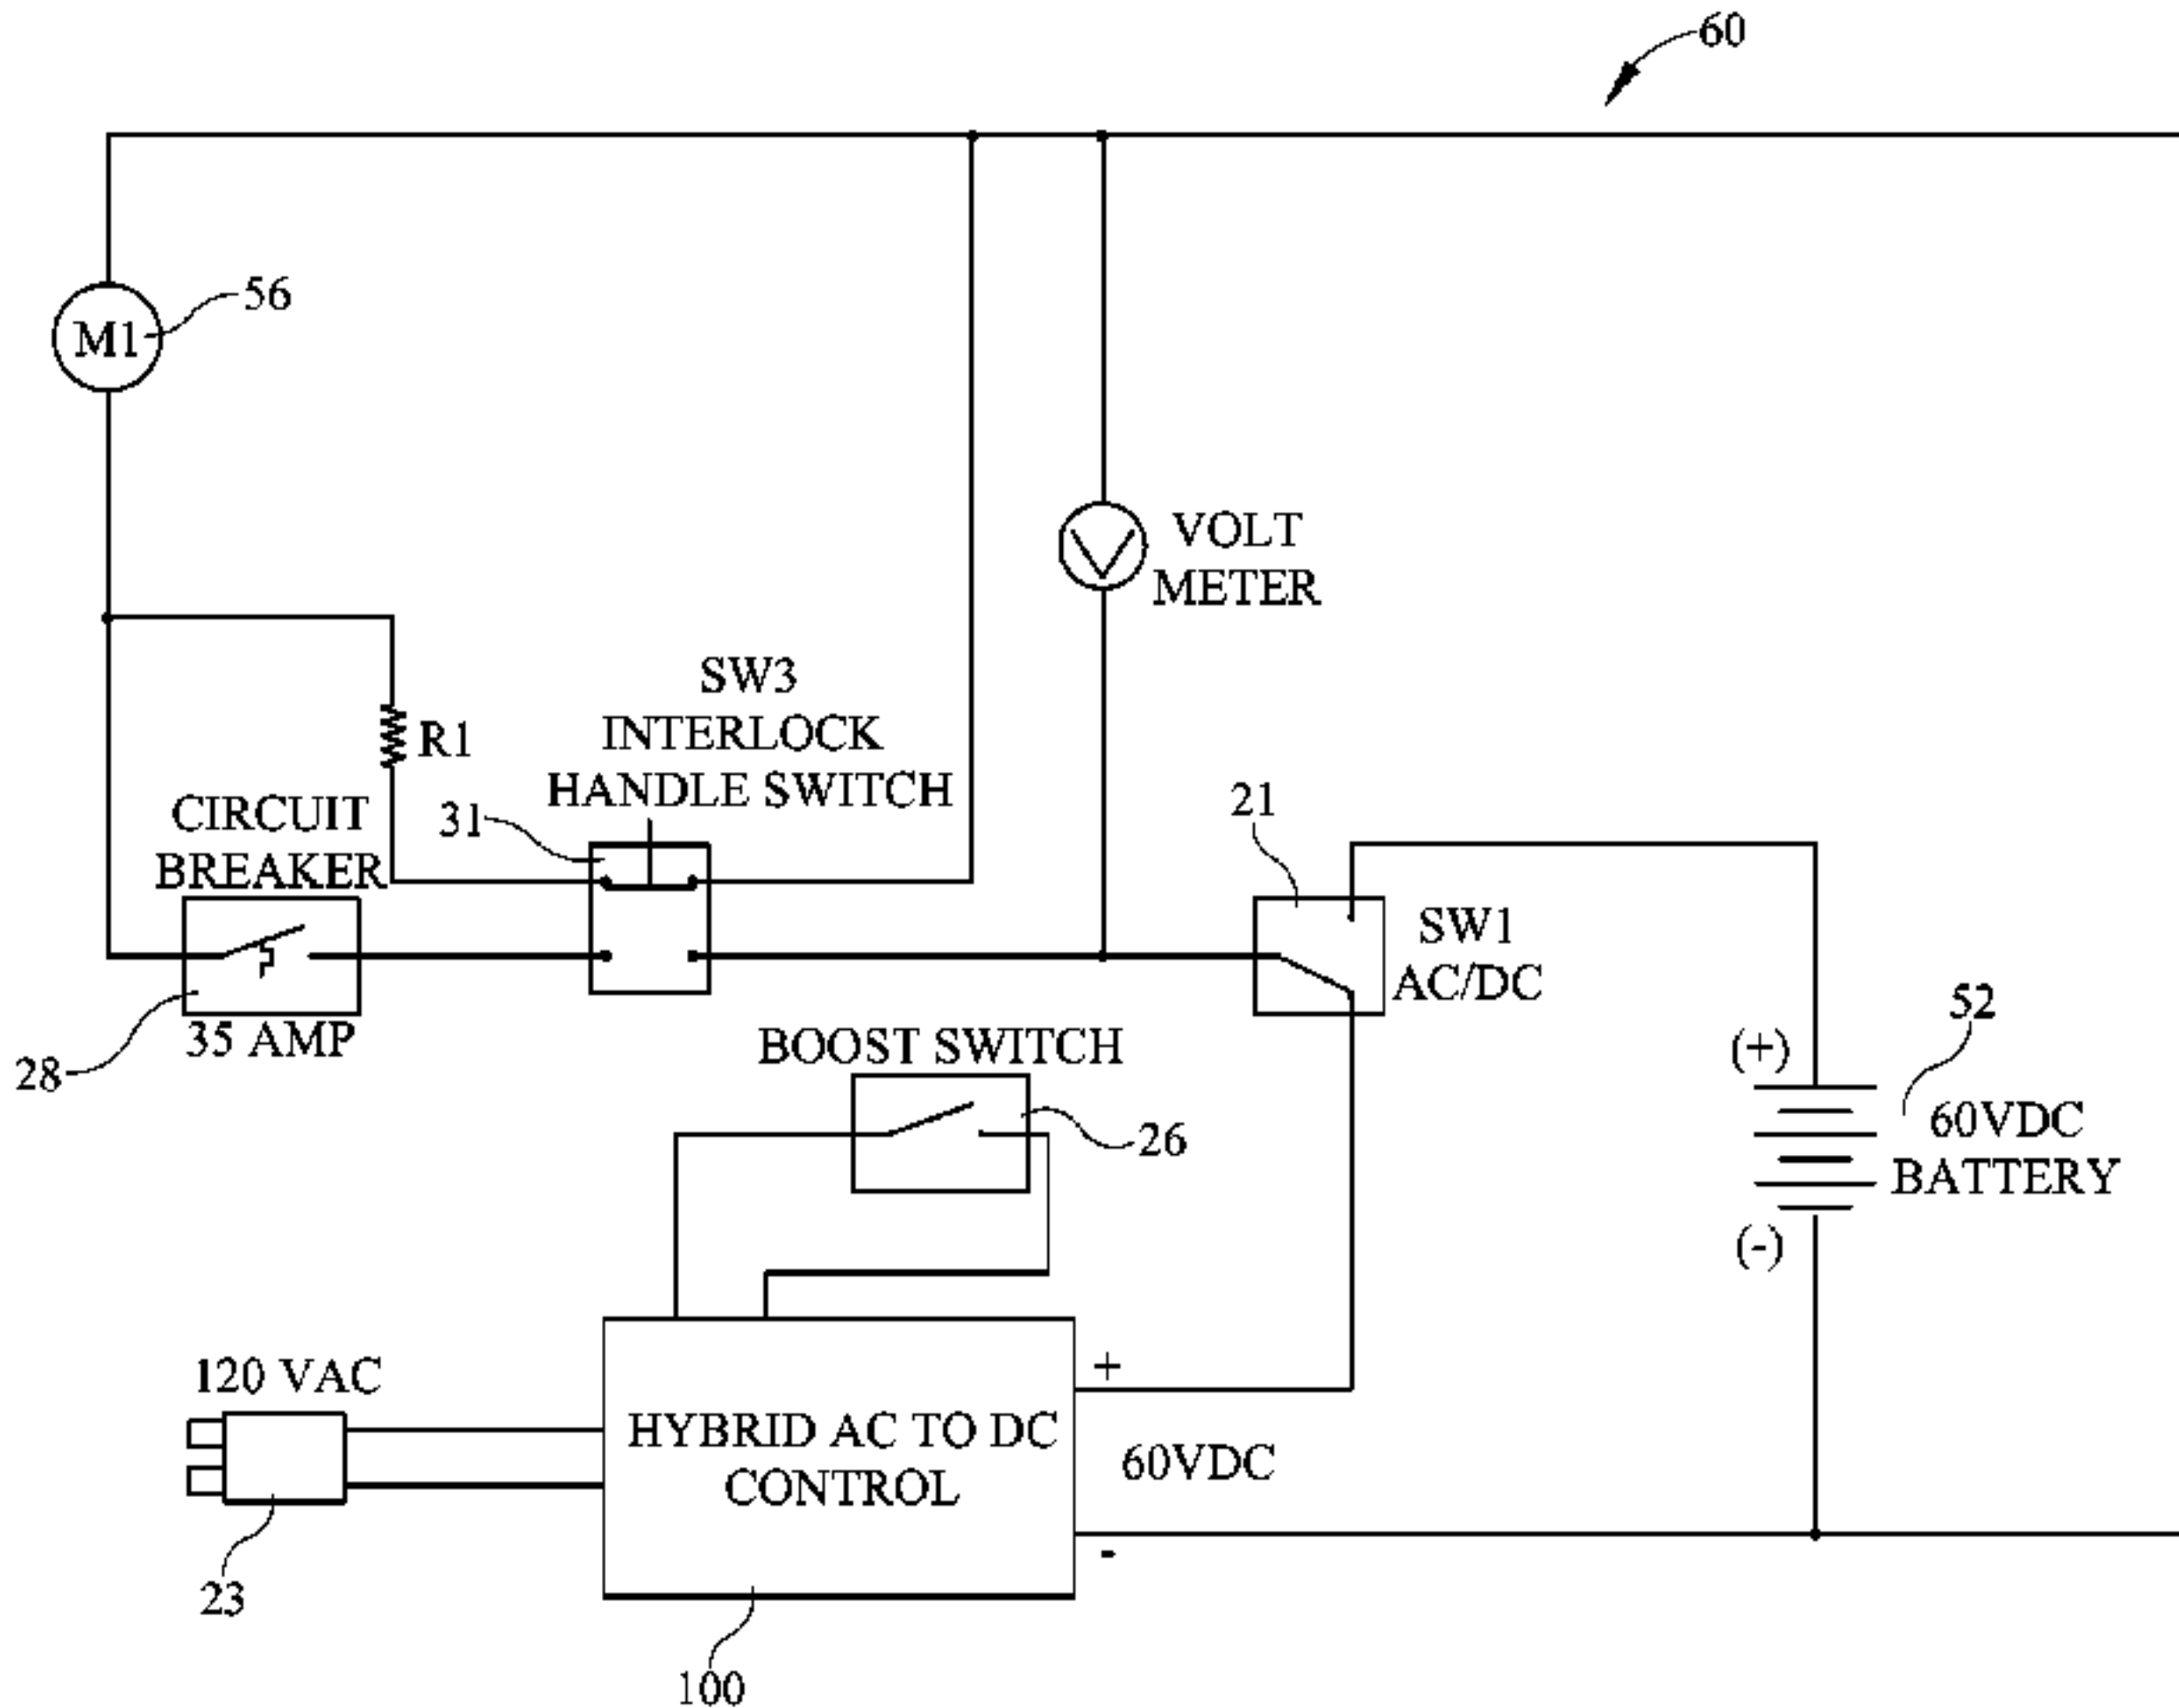 60
M1
56
VOLT
METER
SW3
INTERLOCK
HANDLE SWITCH
R1
31
CIRCUIT
BREAKER
21
SW1
AC/DC
28
35 AMP
BOOST SWITCH
26
52
(+)
60VDC
BATTERY
(-)
120 VAC
+
HYBRID AC TO DC
CONTROL
60VDC
-
23
100